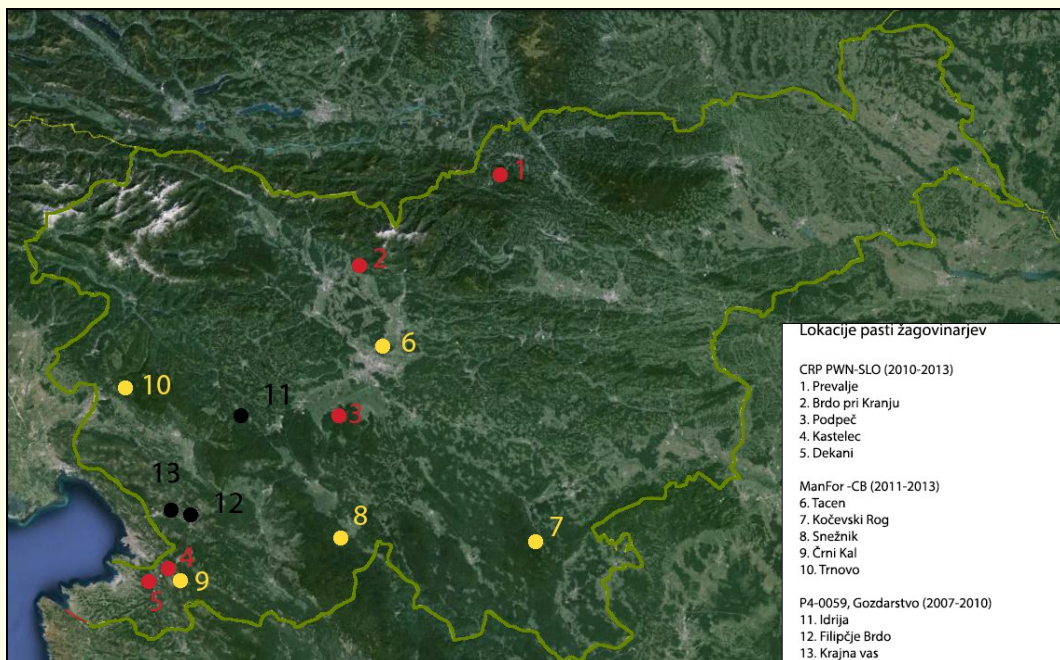 1
2
6
10
11
3
13
12
8
7
4
9
5
Lokacije pasti žagovinarjev
CRP PWN-SLO (2010-2013)
1. Prevalje
2. Brdo pri Kranju
3. Podpeč
4. Kastelec
5. Dekani
ManFor -CB (2011-2013)
6. Tacen
7. Kočevski Rog
8. Snežnik
9. Črni Kal
10. Trnovo
P4-0059, Gozdarstvo (2007-2010)
11. Idrija
12. Filipčje Brdo
13. Krajna vas